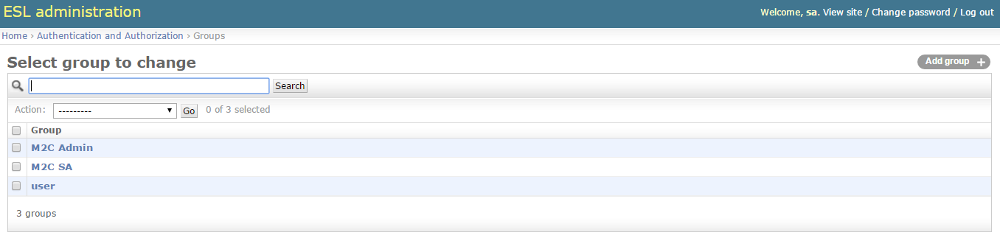 ESL administration
Welcome, sa. View site / Change password / Log out
Home › Authentication and Authorization › Groups
Select group to change
Add group +
Search
Action: --------- Go 0 of 3 selected
Group
M2C Admin
M2C SA
user
3 groups